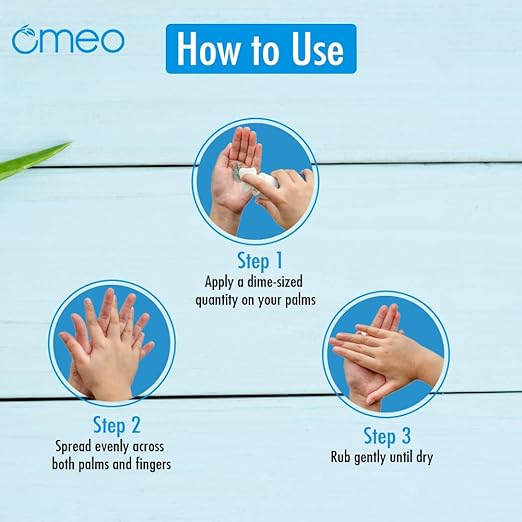 Omeo
How to Use
Step 1
Apply a dime-sized
quantity on your palms
Step 2
Spread evenly across
both palms and fingers
Step 3
Rub gently until dry